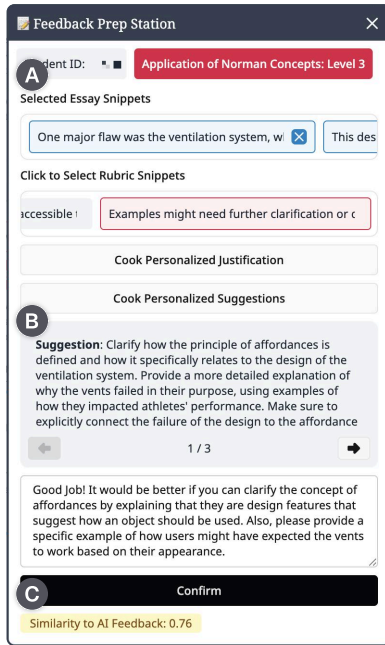 Feedback Prep Station
A
dent ID:
Application of Norman Concepts: Level 3
Selected Essay Snippets
One major flaw was the ventilation system, w
This des
Click to Select Rubric Snippets
accessible
Examples might need further clarification or
Cook Personalized Justification
Cook Personalized Suggestions
B
Suggestion: Clarify how the principle of affordances is
defined and how it specifically relates to the design of the
ventilation system. Provide a more detailed explanation of
why the vents failed in their purpose, using examples of
how they impacted athletes' performance. Make sure to
explicitly connect the failure of the design to the affordance
1 / 3
Good Job! It would be better if you can clarify the concept of
affordances by explaining that they are design features that
suggest how an object should be used. Also, please provide a
specific example of how users might have expected the vents
to work based on their appearance.
C
Confirm
Similarity to AI Feedback: 0.76